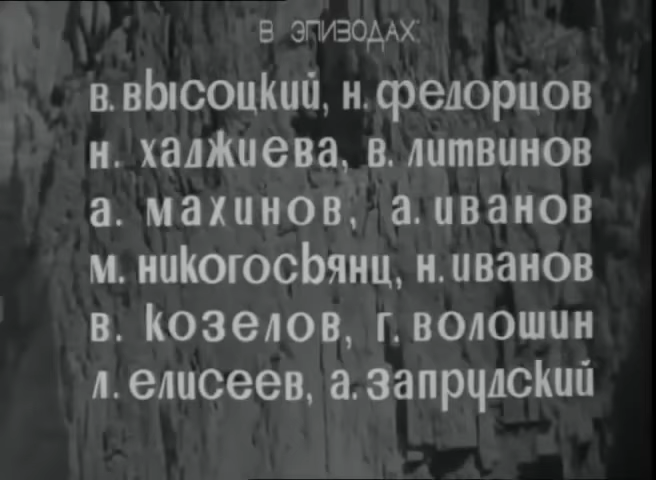 В ЭПИЗОДАХ:
в. высоцкий, н. федорцов
н. хаджиева, в. литвинов
а. махинов, а. иванов
м. никогосьянц, н. иванов
в. козелов, г. волошин
л. елисеев, а. запрудский